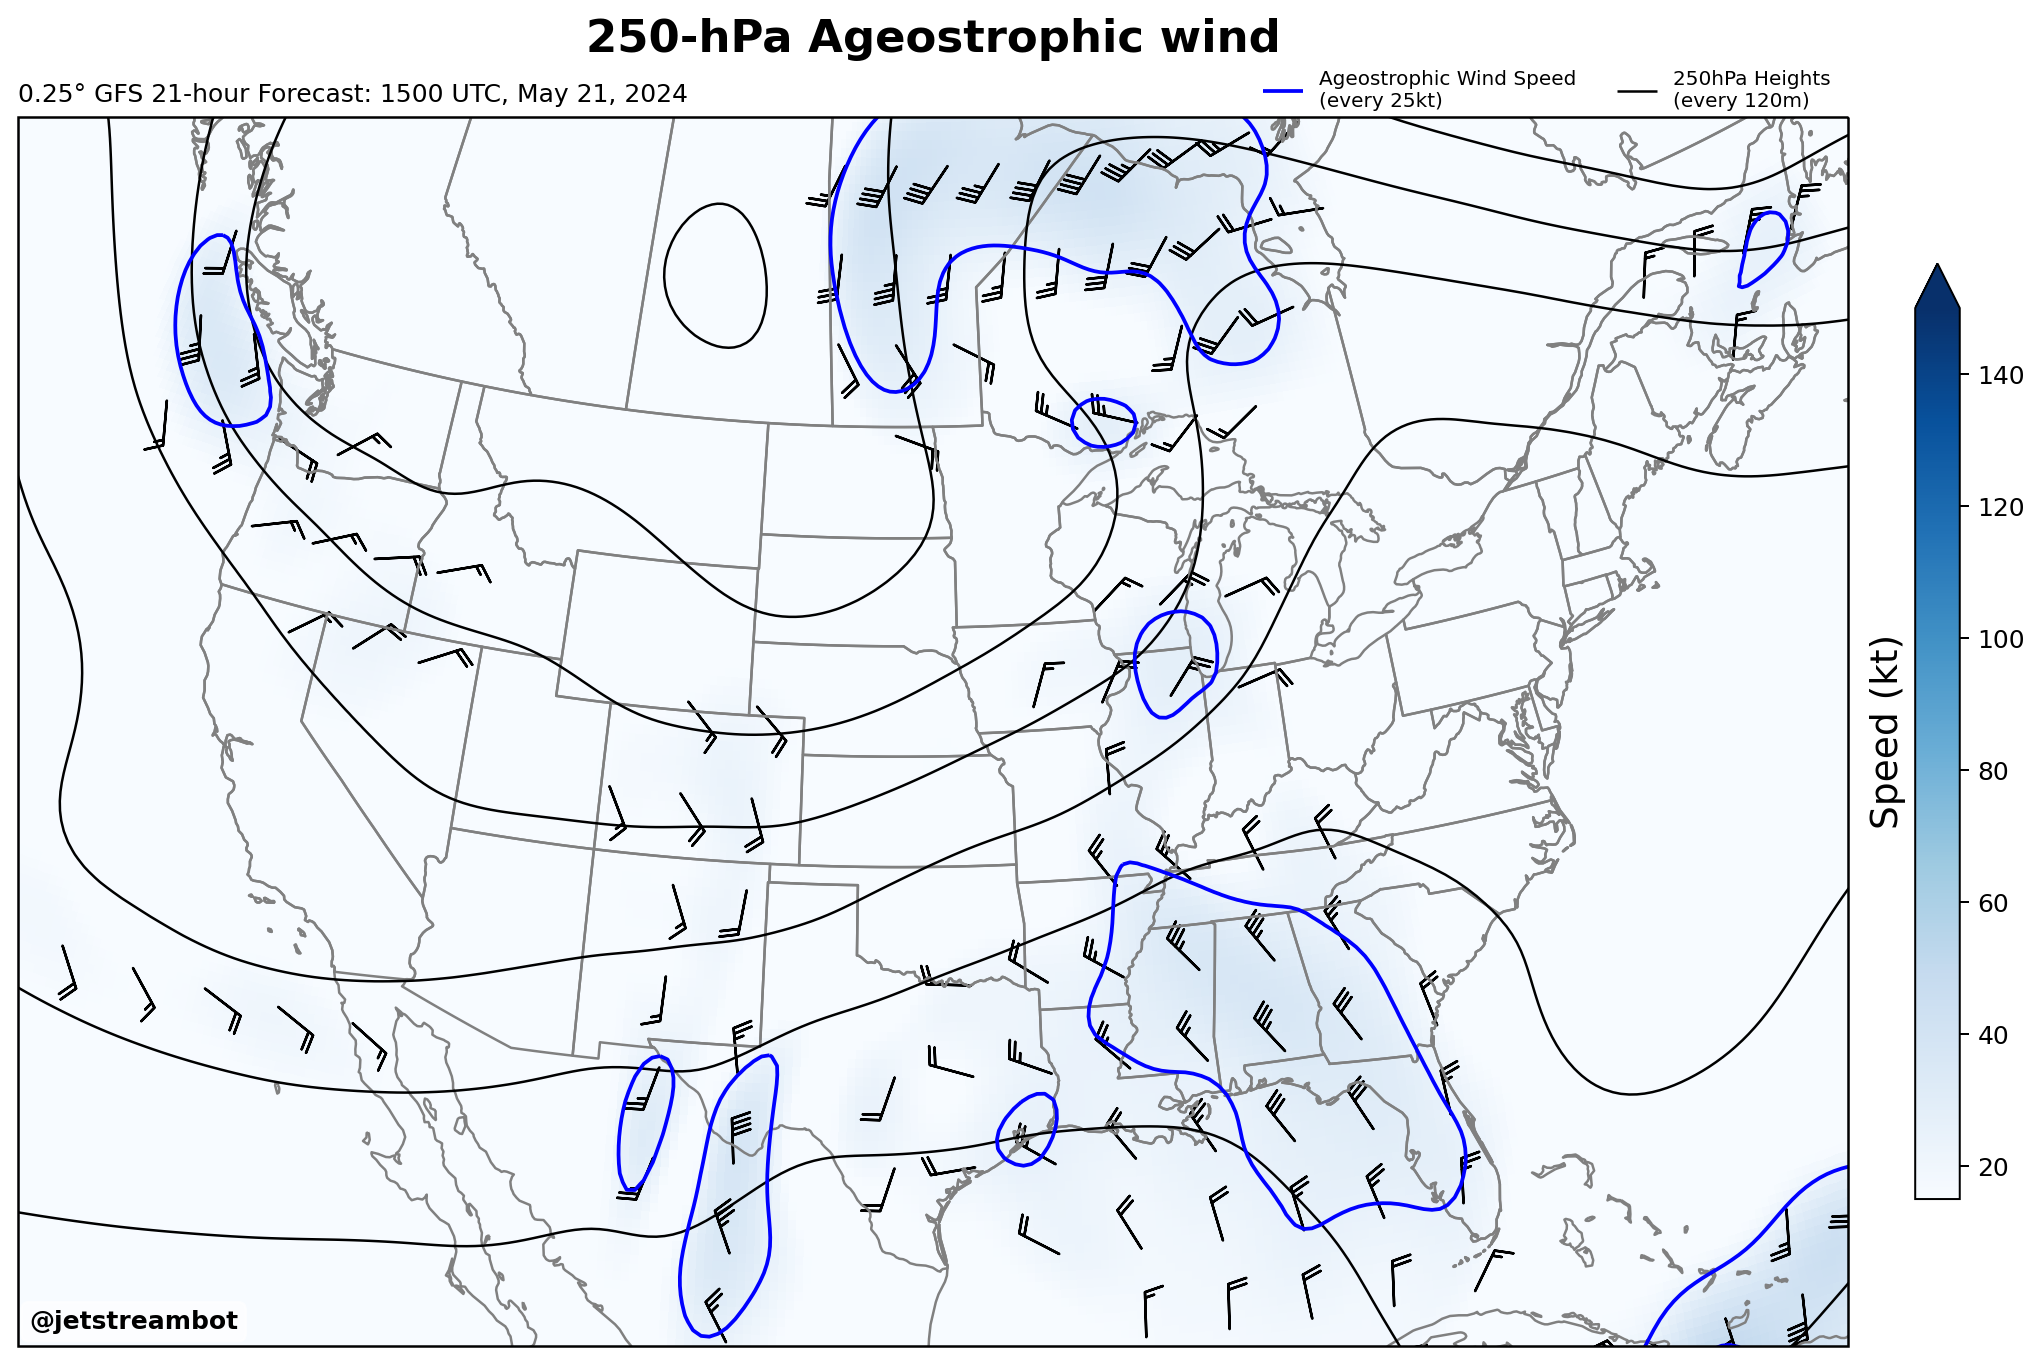 250-hPa Ageostrophic wind
0.25° GFS 21-hour Forecast: 1500 UTC, May 21, 2024
Ageostrophic Wind Speed
(every 25kt)
250hPa Heights
(every 120m)
140
120
100
80
60
40
20
Speed (kt)
@jetstreambot